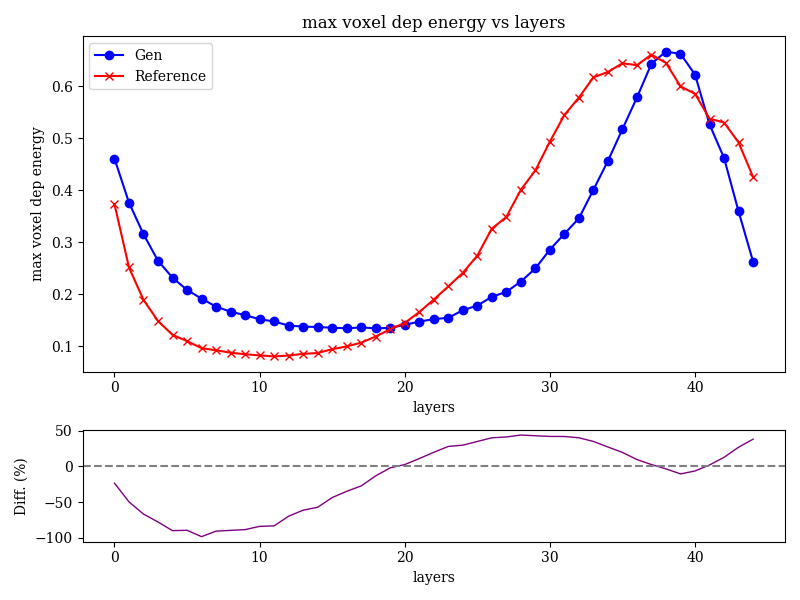 max voxel dep energy vs layers
Gen
Reference
max voxel dep energy
0.6
0.5
0.4
0.3
0.2
0.1
0 10 20 30 40
layers
Diff. (%)
50
0
−50
−100
0 10 20 30 40
layers